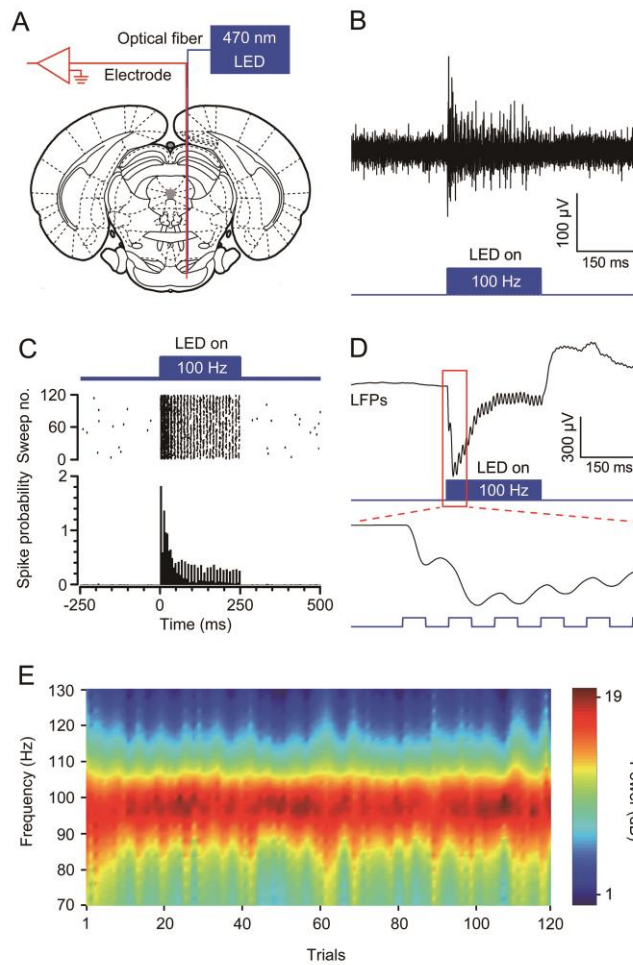 A
Optical fiber
470 nm
LED
Electrode
B
100 µV
150 ms
LED on
100 Hz
C
LED on
100 Hz
Sweep no.
120
60
0
Spike probability
2
1
0
-250
0
250
500
Time (ms)
D
LFPs
300 µV
150 ms
LED on
100 Hz
E
Frequency (Hz)
130
120
110
100
90
80
70
1
20
40
60
80
100
120
Trials
19
1